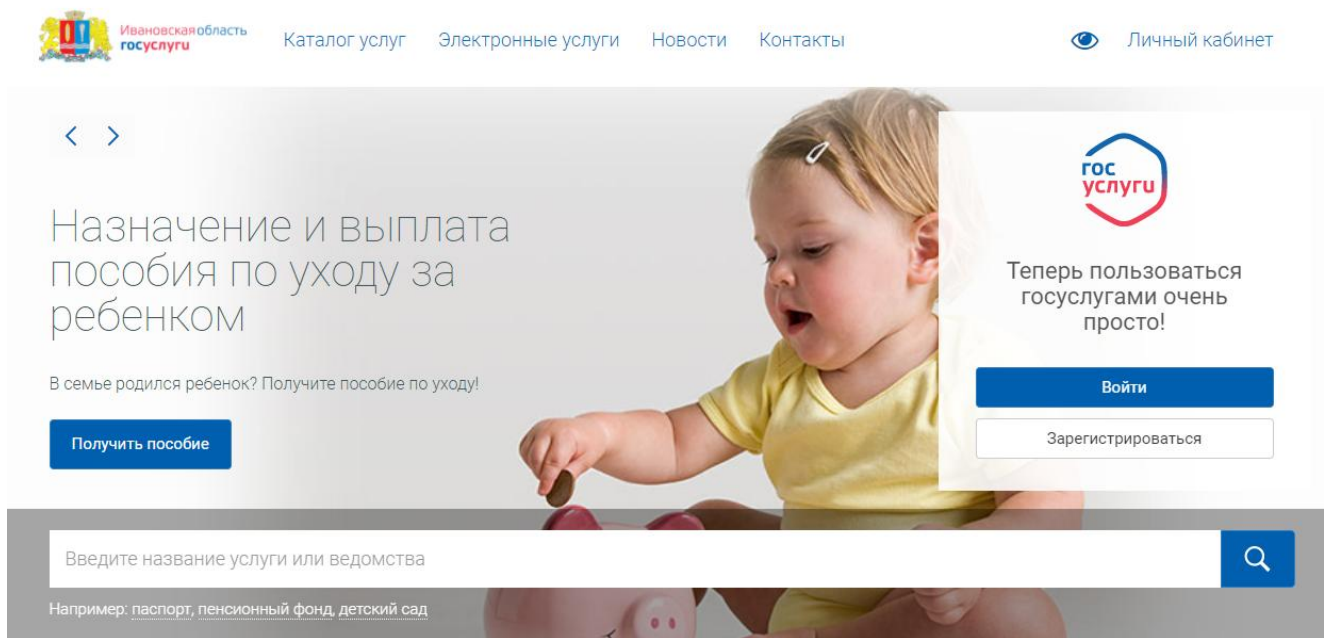 Ивановская область
госуслуги
Каталог услуг Электронные услуги Новости Контакты Личный кабинет
Назначение и выплата
пособия по уходу за
ребенком
В семье родился ребенок? Получите пособие по уходу!
Получить пособие
гос
услуги
Теперь пользоваться
госуслугами очень
просто!
Войти
Зарегистрироваться
Введите название услуги или ведомства
Например: паспорт, пенсионный фонд, детский сад